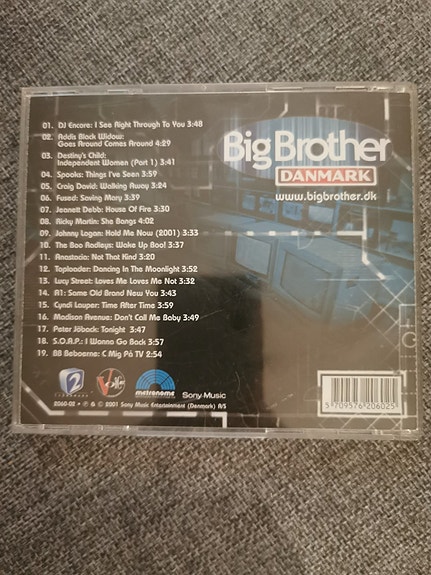 01. DJ Encore: I See Right Through To You 3:48
02. Addis Black Widow:
Goes Around Comes Around 4:29
03. Destiny's Child:
Independent Women (Part 1) 3:41
04. Spooks: Things I've Seen 3:59
05. Craig David: Walking Away 3:24
06. Fused: Saving Mary 3:39
07. Jeanett Debb: House Of Fire 3:30
08. Ricky Martin: She Bangs 4:02
09. Johnny Logan: Hold Me Now (2001) 3:33
10. The Boo Radleys: Wake Up Boo! 3:37
11. Anastacia: Not That Kind 3:20
12. Toploader: Dancing In The Moonlight 3:52
13. Lucy Street: Loves Me Loves Me Not 3:32
14. A1: Same Old Brand New You 3:43
15. Cyndi Lauper: Time After Time 3:59
16. Madison Avenue: Don't Call Me Baby 3:49
17. Peter Jöback: Tonight 3:47
18. S.O.A.P.: I Wanna Go Back 3:57
19. BB Beboerne: C Mig På TV 2:54
Big Brother
DANMARK
www.bigbrother.dk
2
metronome
Sony Music
2060-02 • ℗ & © 2001 Sony Music Entertainment (Denmark) A/S
5 709576 206025